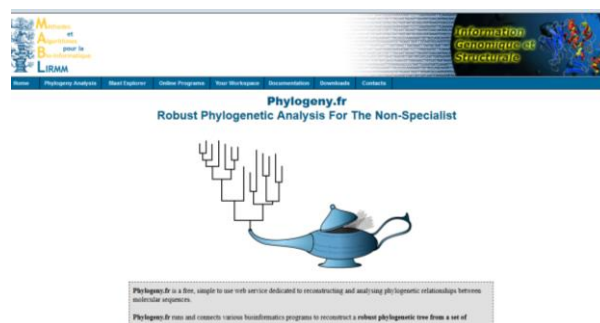 Méthodes
et
Algorithmes
pour la
Bio-informatique
LIRMM
Information
Génomique et
Structurale
Home Phylogeny Analysis Blast Explorer Online Programs Your Workspace Documentation Downloads Contacts
Phylogeny.fr
Robust Phylogenetic Analysis For The Non-Specialist
Phylogeny.fr is a free, simple to use web service dedicated to reconstructing and analysing phylogenetic relationships between
molecular sequences.
Phylogeny.fr runs and connects various bioinformatics programs to reconstruct a robust phylogenetic tree from a set of